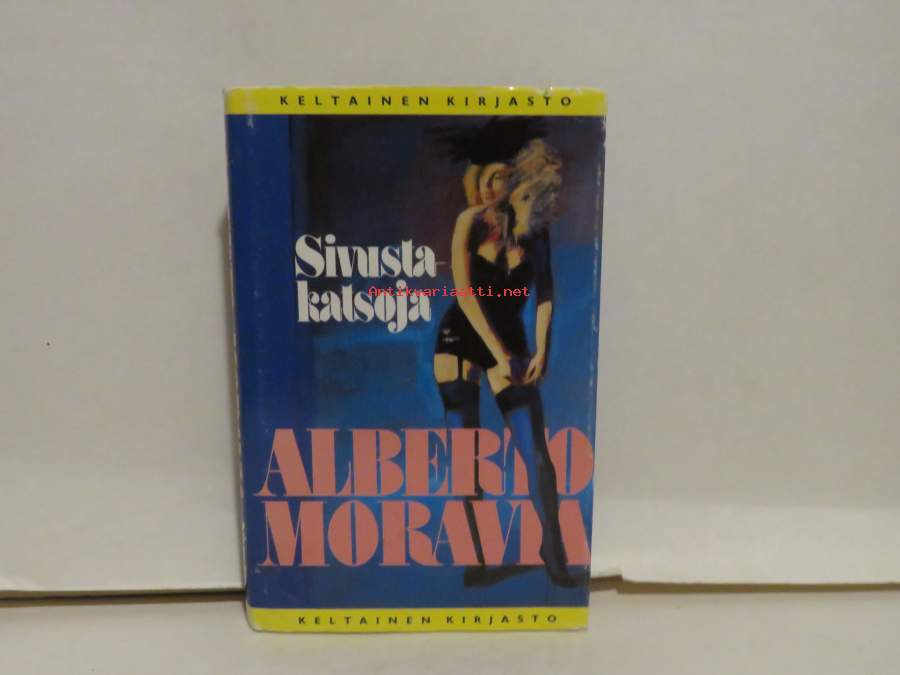 KELTAINEN KIRJASTO
Sivusta-
katsoja
Antikvariaatti.net
ALBERTO
MORAVIA
KELTAINEN KIRJASTO